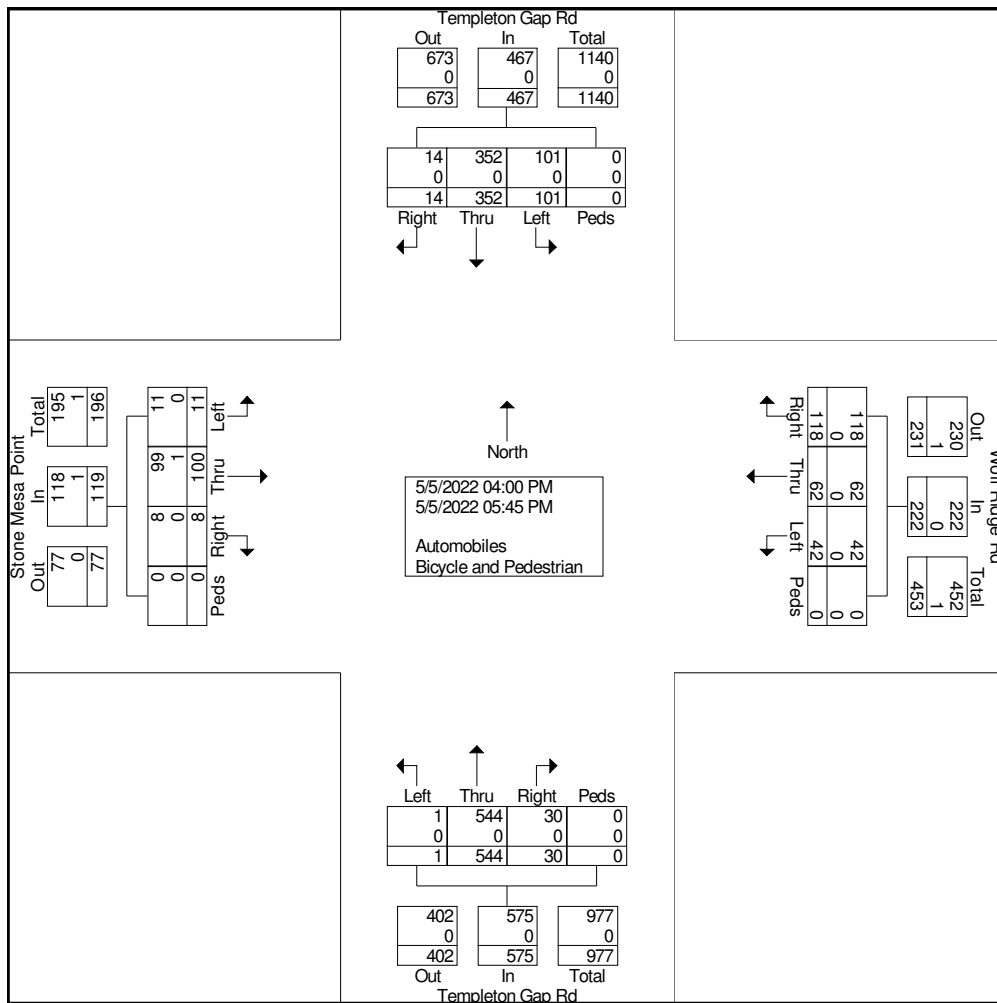 Templeton Gap Rd
Out In Total
673 467 1140
0 0 0
673 467 1140
14 352 101 0
0 0 0 0
14 352 101 0
Right Thru Left Peds
Stone Mesa Point
Total In Out
195 118 77
1 1 0
196 119 77
11 99 8 0
0 1 0 0
11 100 8 0
Left Thru Right Peds
North
5/5/2022 04:00 PM
5/5/2022 05:45 PM
Automobiles
Bicycle and Pedestrian
Wolf Ridge Rd
Out In Total
230 222 452
1 0 1
231 222 453
118 62 42 0
0 0 0 0
118 62 42 0
Right Thru Left Peds
Left Thru Right Peds
1 544 30 0
0 0 0 0
1 544 30 0
402 575 977
0 0 0
402 575 977
Out In Total
Templeton Gap Rd